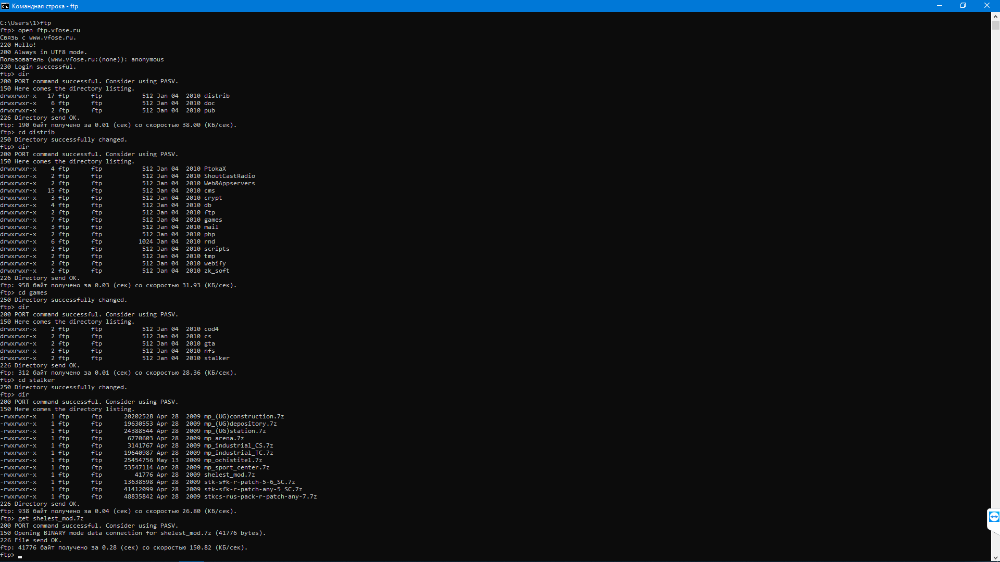 Командная строка - ftp
C:\Users\1>ftp
ftp> open ftp.vfose.ru
Связь с www.vfose.ru.
220 Hello!
200 Always in UTF8 mode.
Пользователь (www.vfose.ru:(none)): anonymous
230 Login successful.
ftp> dir
200 PORT command successful. Consider using PASV.
150 Here comes the directory listing.
drwxrwxr-x   17 ftp      ftp           512 Jan 04  2010 distrib
drwxrwxr-x    6 ftp      ftp           512 Jan 04  2010 doc
drwxrwxr-x    2 ftp      ftp           512 Jan 04  2010 pub
226 Directory send OK.
ftp: 190 байт получено за 0.01 (сек) со скоростью 38.00 (КБ/сек).
ftp> cd distrib
250 Directory successfully changed.
ftp> dir
200 PORT command successful. Consider using PASV.
150 Here comes the directory listing.
drwxrwxr-x    4 ftp      ftp           512 Jan 04  2010 PtokaX
drwxrwxr-x    2 ftp      ftp           512 Jan 04  2010 ShoutCastRadio
drwxrwxr-x    2 ftp      ftp           512 Jan 04  2010 Web&Appservers
drwxrwxr-x   15 ftp      ftp           512 Jan 04  2010 cms
drwxrwxr-x    3 ftp      ftp           512 Jan 04  2010 crypt
drwxrwxr-x    4 ftp      ftp           512 Jan 04  2010 db
drwxrwxr-x    2 ftp      ftp           512 Jan 04  2010 ftp
drwxrwxr-x    7 ftp      ftp           512 Jan 04  2010 games
drwxrwxr-x    3 ftp      ftp           512 Jan 04  2010 mail
drwxrwxr-x    2 ftp      ftp           512 Jan 04  2010 php
drwxrwxr-x    6 ftp      ftp          1024 Jan 04  2010 rnd
drwxrwxr-x    2 ftp      ftp           512 Jan 04  2010 scripts
drwxrwxr-x    2 ftp      ftp           512 Jan 04  2010 tmp
drwxrwxr-x    2 ftp      ftp           512 Jan 04  2010 webify
drwxrwxr-x    2 ftp      ftp           512 Jan 04  2010 zk_soft
226 Directory send OK.
ftp: 958 байт получено за 0.03 (сек) со скоростью 31.93 (КБ/сек).
ftp> cd games
250 Directory successfully changed.
ftp> dir
200 PORT command successful. Consider using PASV.
150 Here comes the directory listing.
drwxrwxr-x    2 ftp      ftp           512 Jan 04  2010 cod4
drwxrwxr-x    2 ftp      ftp           512 Jan 04  2010 cs
drwxrwxr-x    2 ftp      ftp           512 Jan 04  2010 gta
drwxrwxr-x    2 ftp      ftp           512 Jan 04  2010 nfs
drwxrwxr-x    2 ftp      ftp           512 Jan 04  2010 stalker
226 Directory send OK.
ftp: 312 байт получено за 0.01 (сек) со скоростью 28.36 (КБ/сек).
ftp> cd stalker
250 Directory successfully changed.
ftp> dir
200 PORT command successful. Consider using PASV.
150 Here comes the directory listing.
-rwxrwxr-x    1 ftp      ftp      20202528 Apr 28  2009 mp_(UG)construction.7z
-rwxrwxr-x    1 ftp      ftp      19630553 Apr 28  2009 mp_(UG)depository.7z
-rwxrwxr-x    1 ftp      ftp      24388544 Apr 28  2009 mp_(UG)station.7z
-rwxrwxr-x    1 ftp      ftp       6770603 Apr 28  2009 mp_arena.7z
-rwxrwxr-x    1 ftp      ftp       3141767 Apr 28  2009 mp_industrial_CS.7z
-rwxrwxr-x    1 ftp      ftp      19640987 Apr 28  2009 mp_industrial_TC.7z
-rwxrwxr-x    1 ftp      ftp      25454756 May 13  2009 mp_ochistitel.7z
-rwxrwxr-x    1 ftp      ftp      53547114 Apr 28  2009 mp_sport_center.7z
-rwxrwxr-x    1 ftp      ftp         41776 Apr 28  2009 shelest_mod.7z
-rwxrwxr-x    1 ftp      ftp      13638598 Apr 28  2009 stk-sfk-r-patch-5-6_SC.7z
-rwxrwxr-x    1 ftp      ftp      41412099 Apr 28  2009 stk-sfk-r-patch-any-5_SC.7z
-rwxrwxr-x    1 ftp      ftp      48835842 Apr 28  2009 stkcs-rus-pack-r-patch-any-7.7z
226 Directory send OK.
ftp: 938 байт получено за 0.04 (сек) со скоростью 26.80 (КБ/сек).
ftp> get shelest_mod.7z
200 PORT command successful. Consider using PASV.
150 Opening BINARY mode data connection for shelest_mod.7z (41776 bytes).
226 File send OK.
ftp: 41776 байт получено за 0.28 (сек) со скоростью 150.82 (КБ/сек).
ftp>